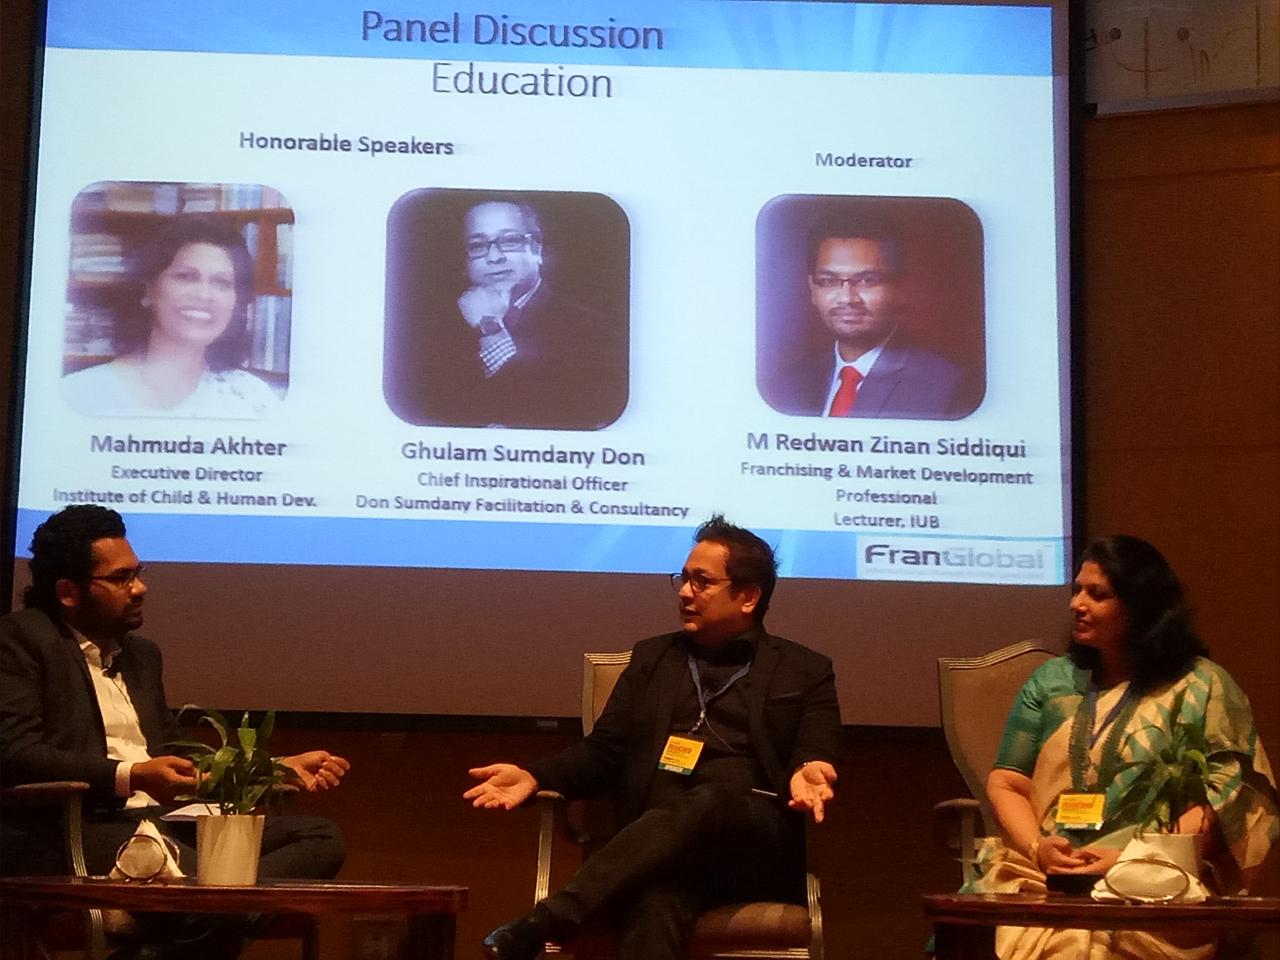 Panel Discussion
Education
Honorable Speakers
Moderator
Mahmuda Akhter
Executive Director
Institute of Child & Human Dev.
Ghulam Sumdany Don
Chief Inspirational Officer
Don Sumdany Facilitation & Consultancy
M Redwan Zinan Siddiqui
Franchising & Market Development
Professional
Lecturer, IUB
FranGlobal